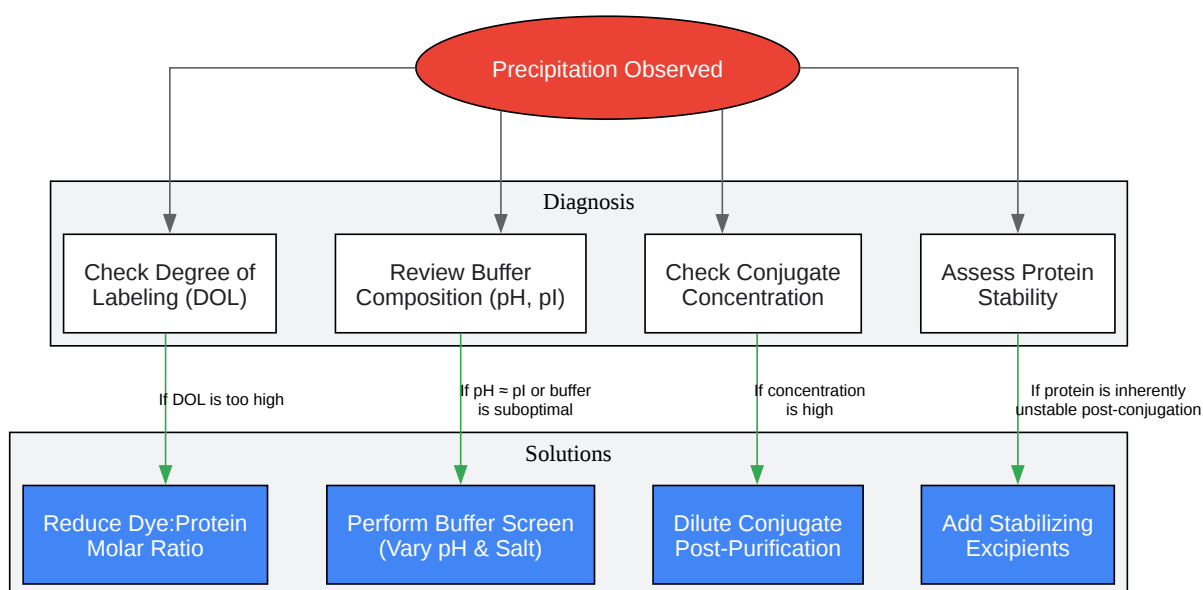 Precipitation Observed
Diagnosis
Check Degree of
Labeling (DOL)
Review Buffer
Composition (pH, pI)
Check Conjugate
Concentration
Assess Protein
Stability
If DOL is too high
If pH ≈ pI or buffer
is suboptimal
If concentration
is high
If protein is inherently
unstable post-conjugation
Solutions
Reduce Dye:Protein
Molar Ratio
Perform Buffer Screen
(Vary pH & Salt)
Dilute Conjugate
Post-Purification
Add Stabilizing
Excipients